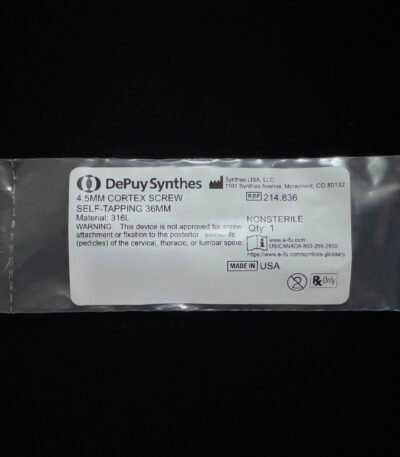 DePuySynthes
Synthes USA, LLC
1101 Synthes Avenue, Monument, CO 80132
4.5MM CORTEX SCREW
SELF-TAPPING 36MM
REF 214.836
Material: 316L
WARNING: This device is not approved for screw
attachment or fixation to the posterior
(pedicles) of the cervical, thoracic, or lumbar spine.
NONSTERILE
Qty: 1
www.e-ifu.com
US/CANADA 800-255-2500
https://www.e-ifu.com/symbols-glossary
MADE IN USA
Rx Only